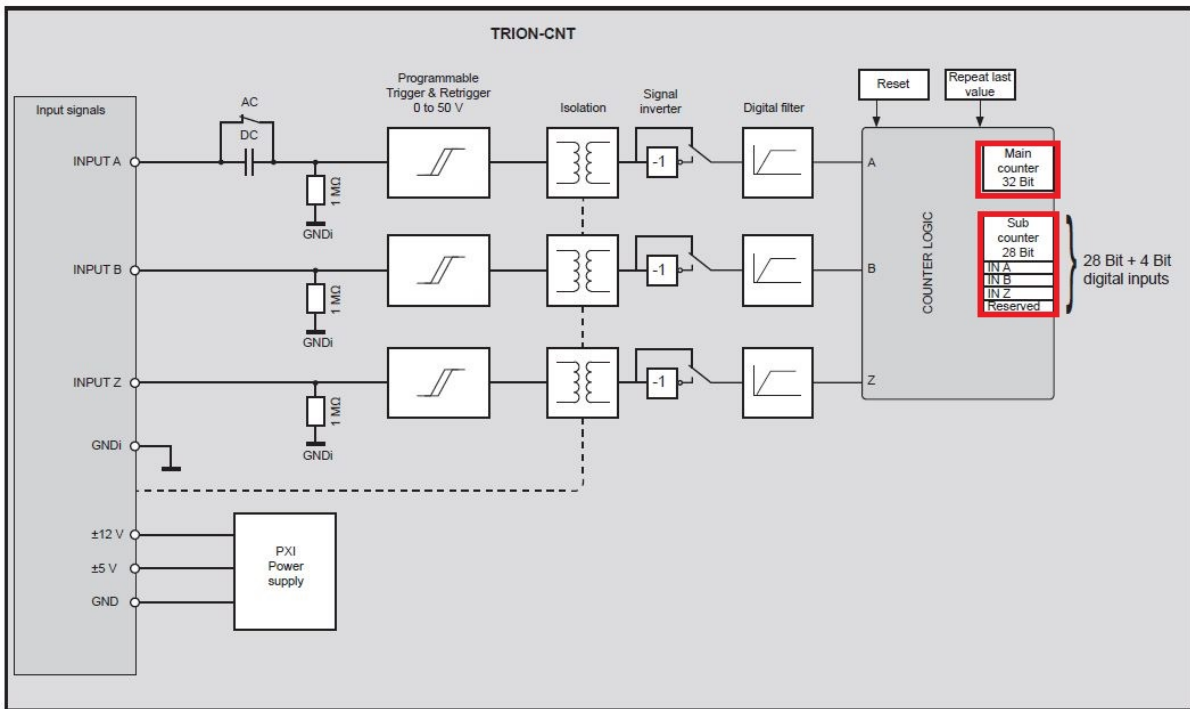 TRION-CNT
Input signals
AC
DC
Programmable
Trigger & Retrigger
0 to 50 V
Isolation
Signal
inverter
Digital filter
Reset
Repeat last
value
INPUT A
1 MΩ
GNDi
-1
A
Main
counter
32 Bit
COUNTER LOGIC
Sub
counter
28 Bit
IN A
IN B
IN Z
Reserved
28 Bit + 4 Bit
digital inputs
INPUT B
1 MΩ
GNDi
-1
B
INPUT Z
1 MΩ
GNDi
-1
Z
GNDi
±12 V
±5 V
GND
PXI
Power
supply